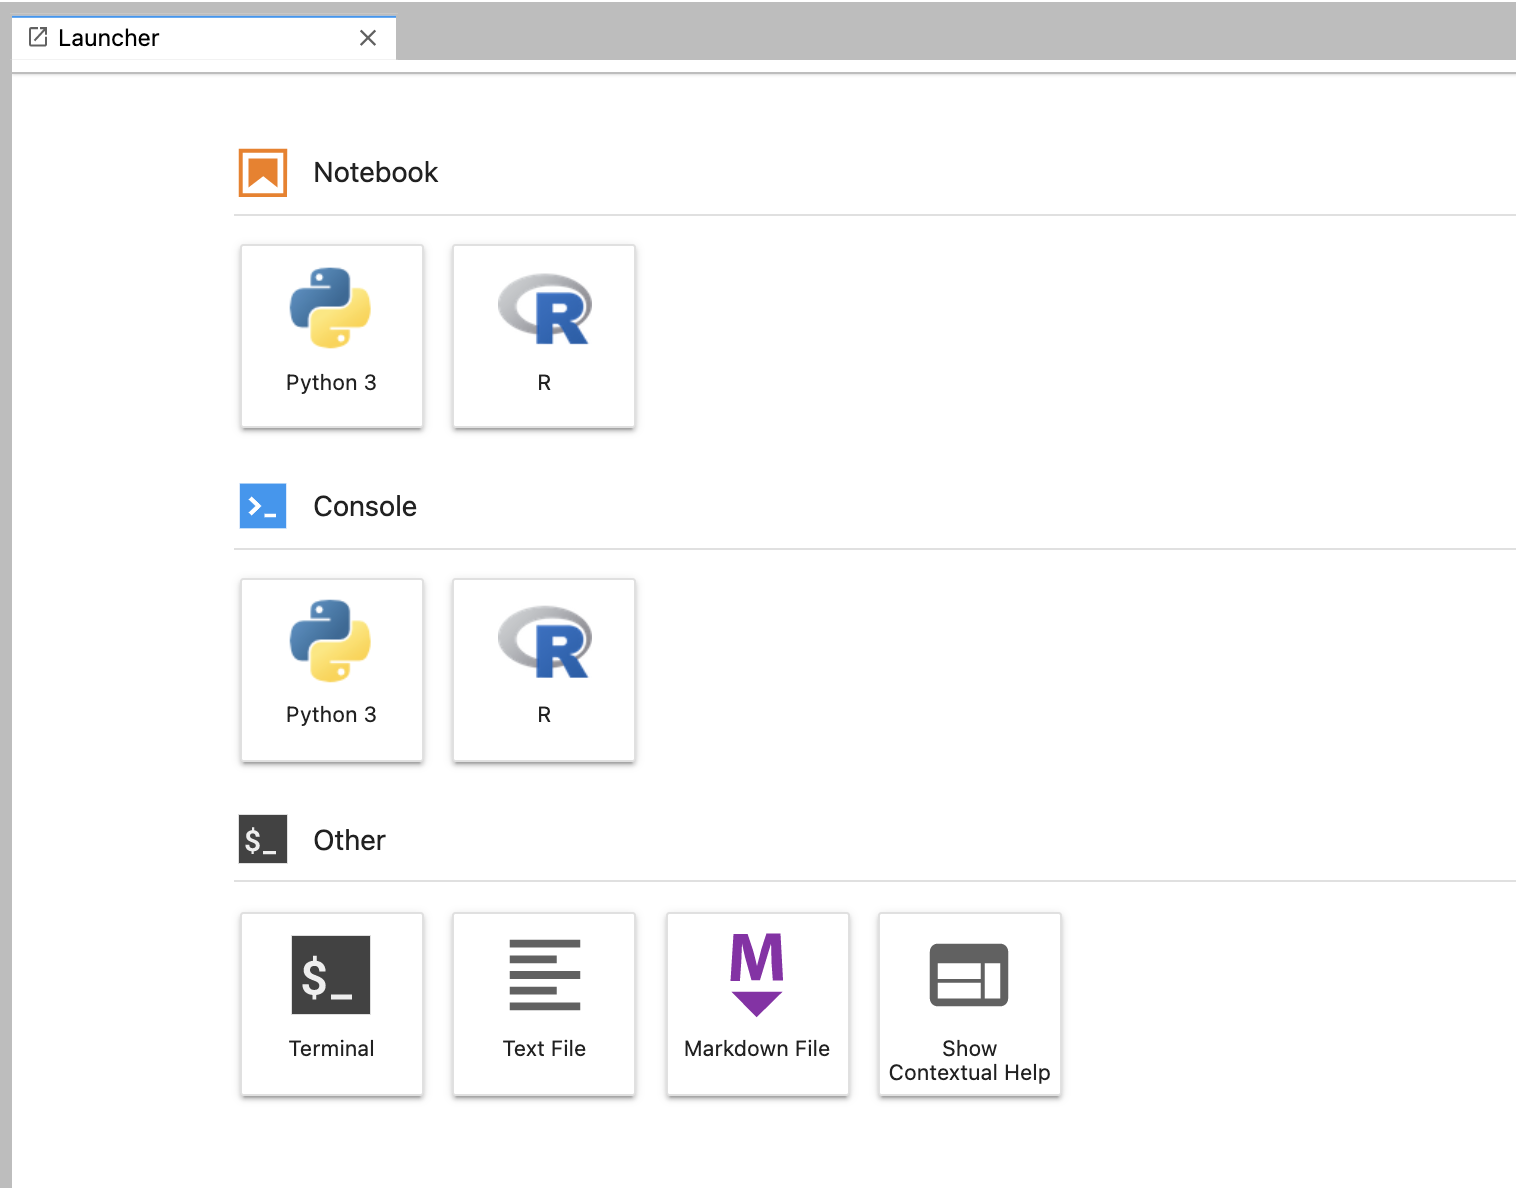 Launcher
Notebook
Python 3
R
Console
Python 3
R
$_ Other
$_
Terminal
Text File
M
Markdown File
Show
Contextual Help